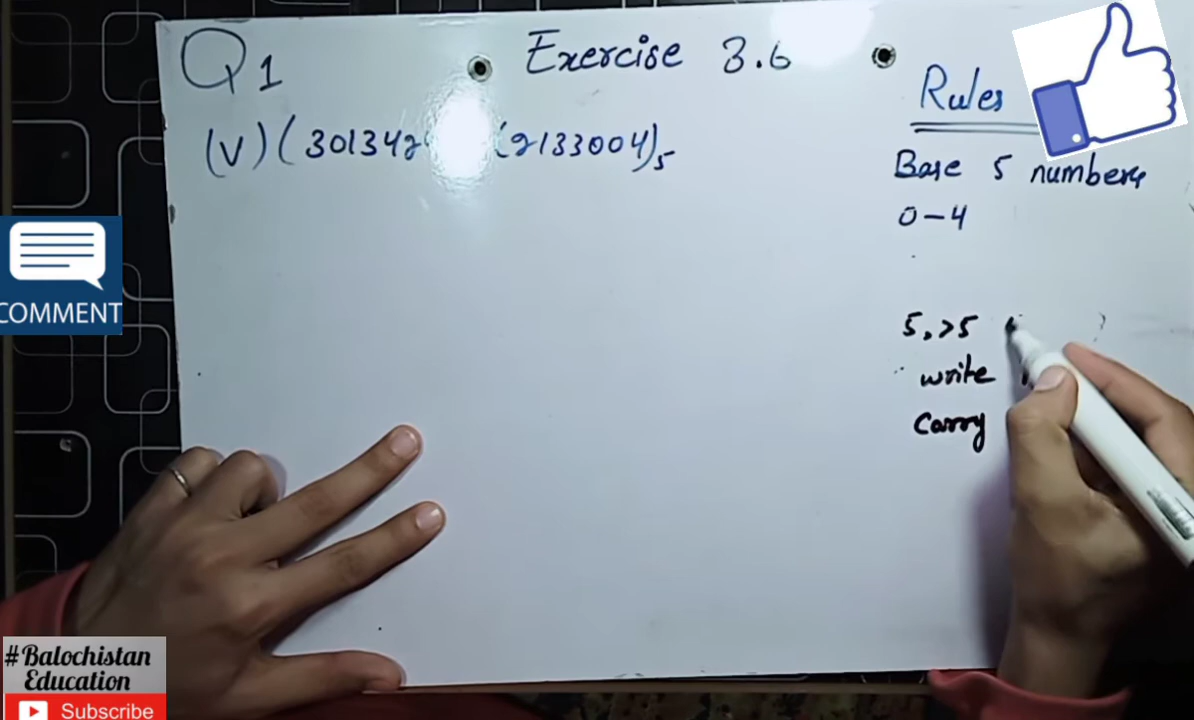 Q1
Exercise 3.6
(V) (301342 (2133004)5
Rules
Base 5 numbers
0-4
5, >5
write
Carry
COMMENT
#Balochistan
Education
Subscribe